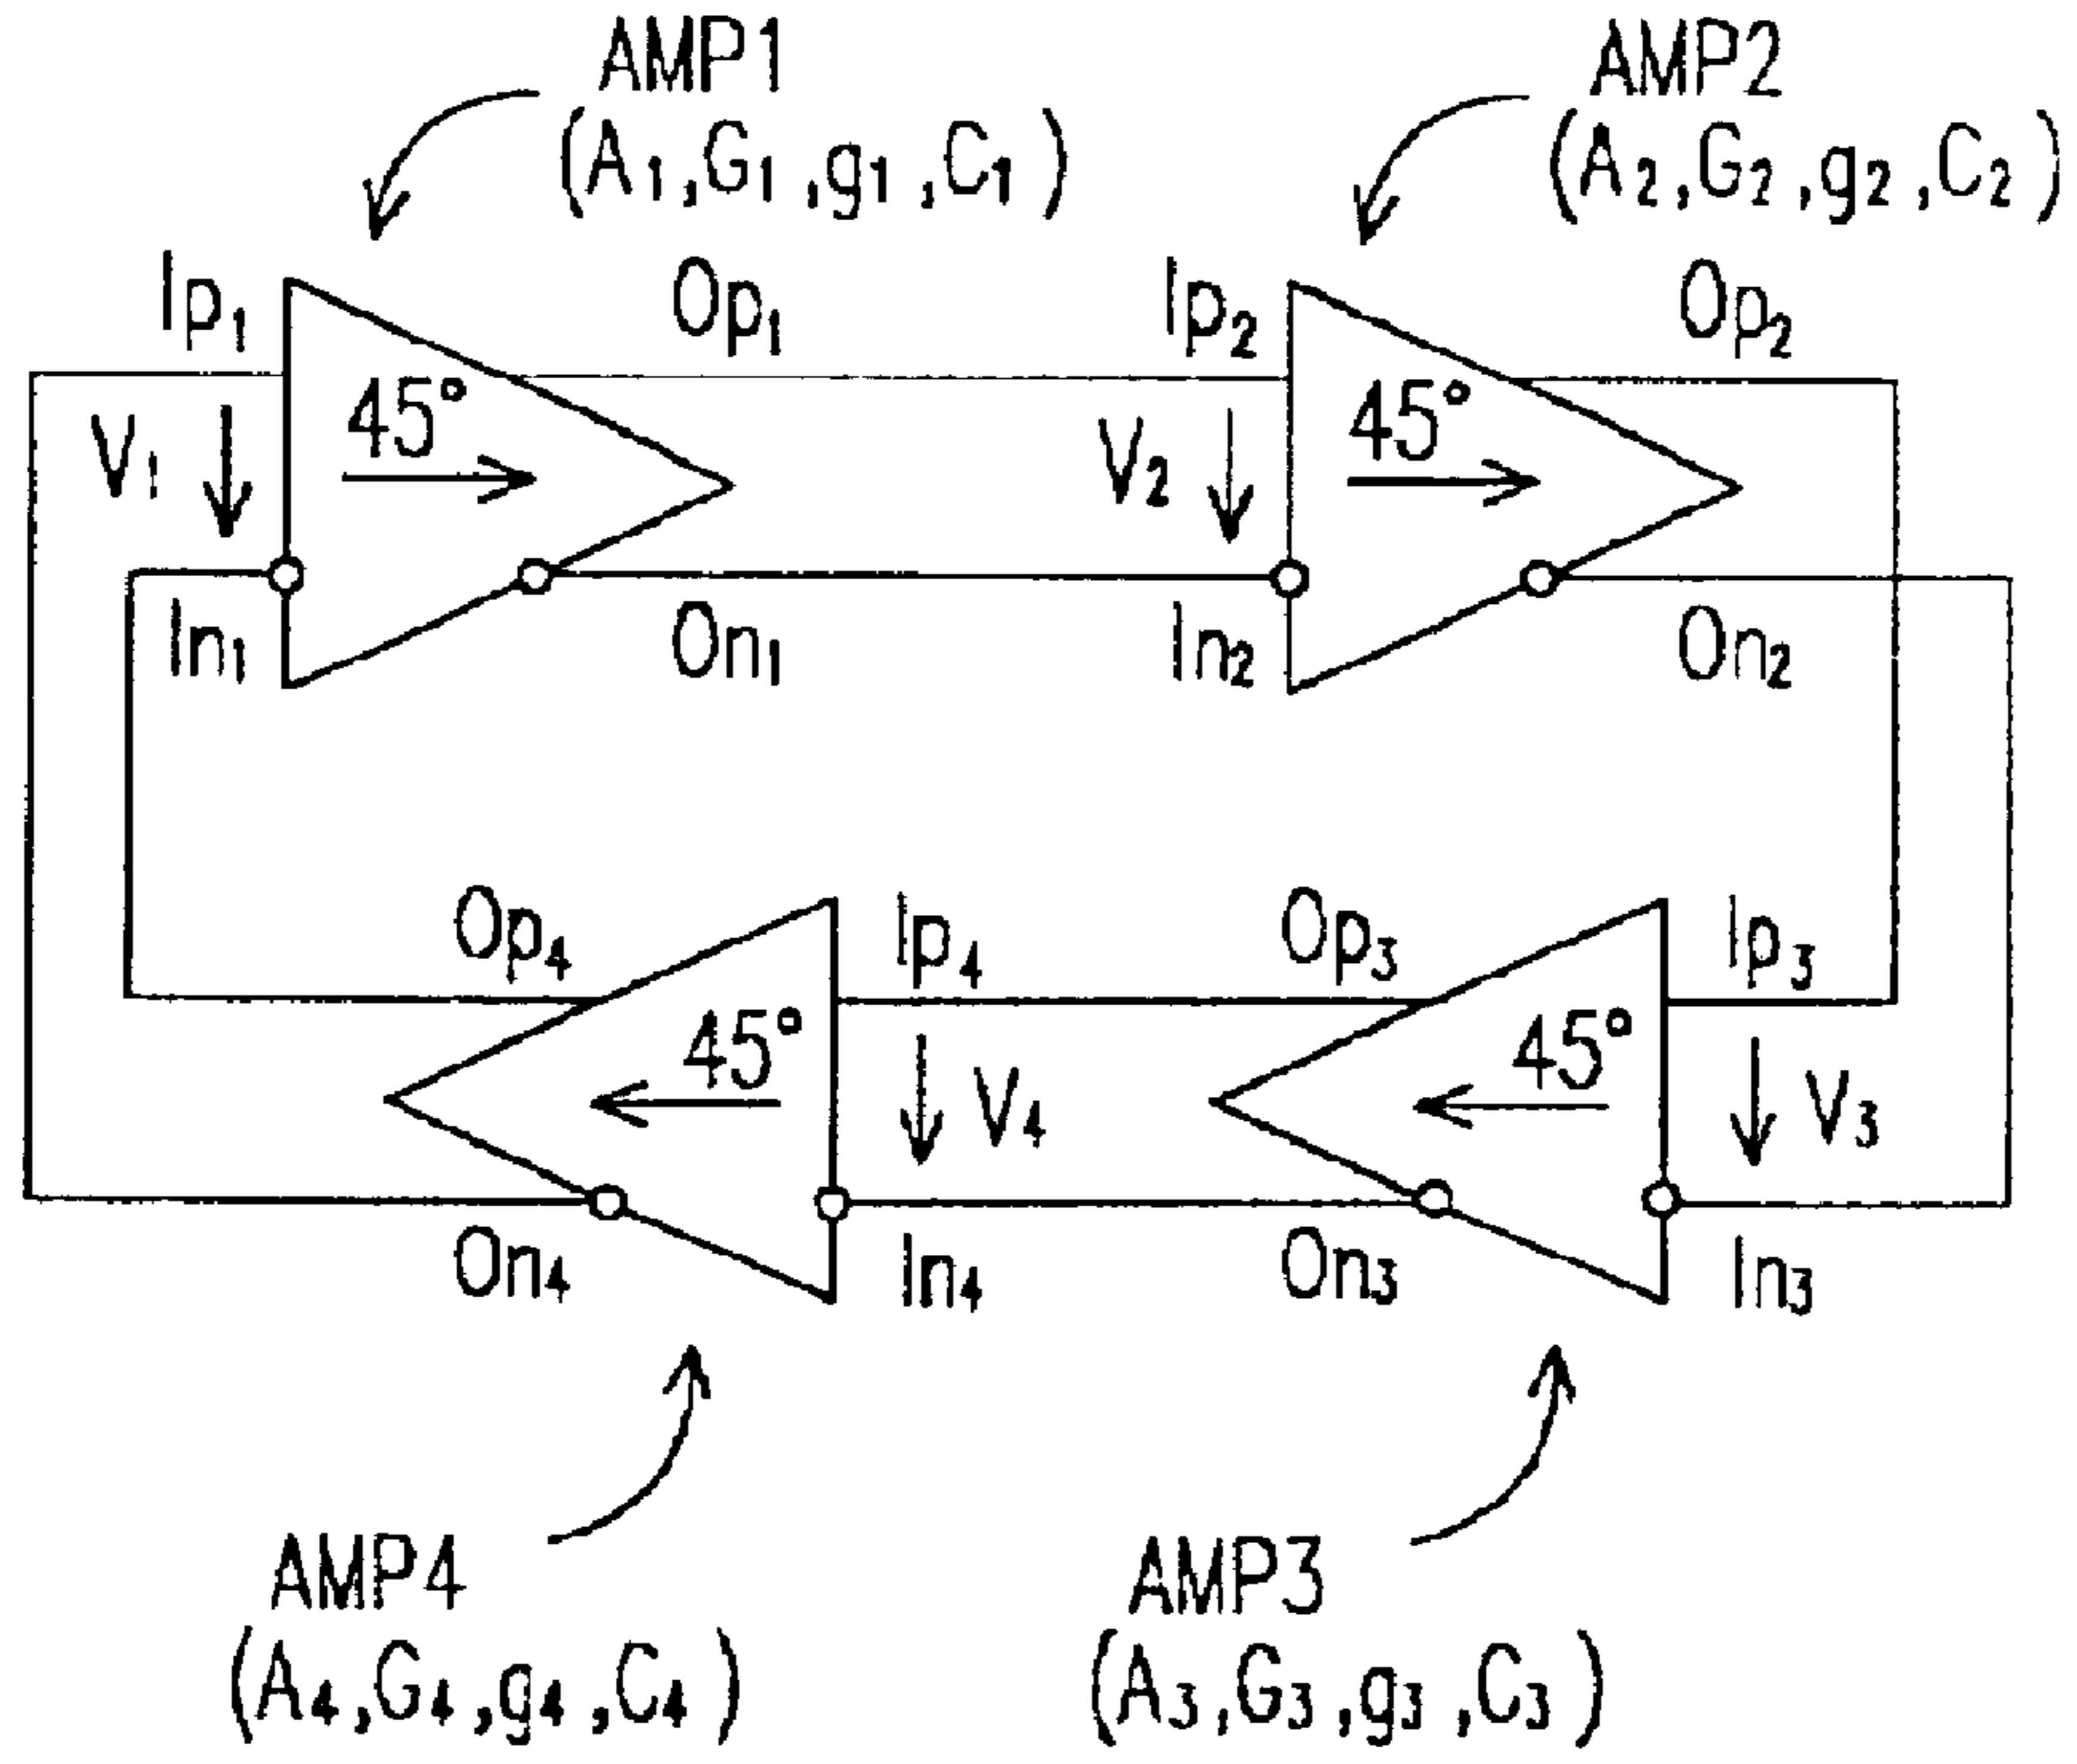 AMP1
(A1,G1,g1,C1)
AMP2
(A2,G2,g2,C2)
Ip1
Op1
Ip2
Op2
45°
45°
V1
V2
In1
On1
In2
On2
Op4
Ip4
Op3
Ip3
45°
45°
V4
V3
On4
In4
On3
In3
AMP4
(A4,G4,g4,C4)
AMP3
(A3,G3,g3,C3)